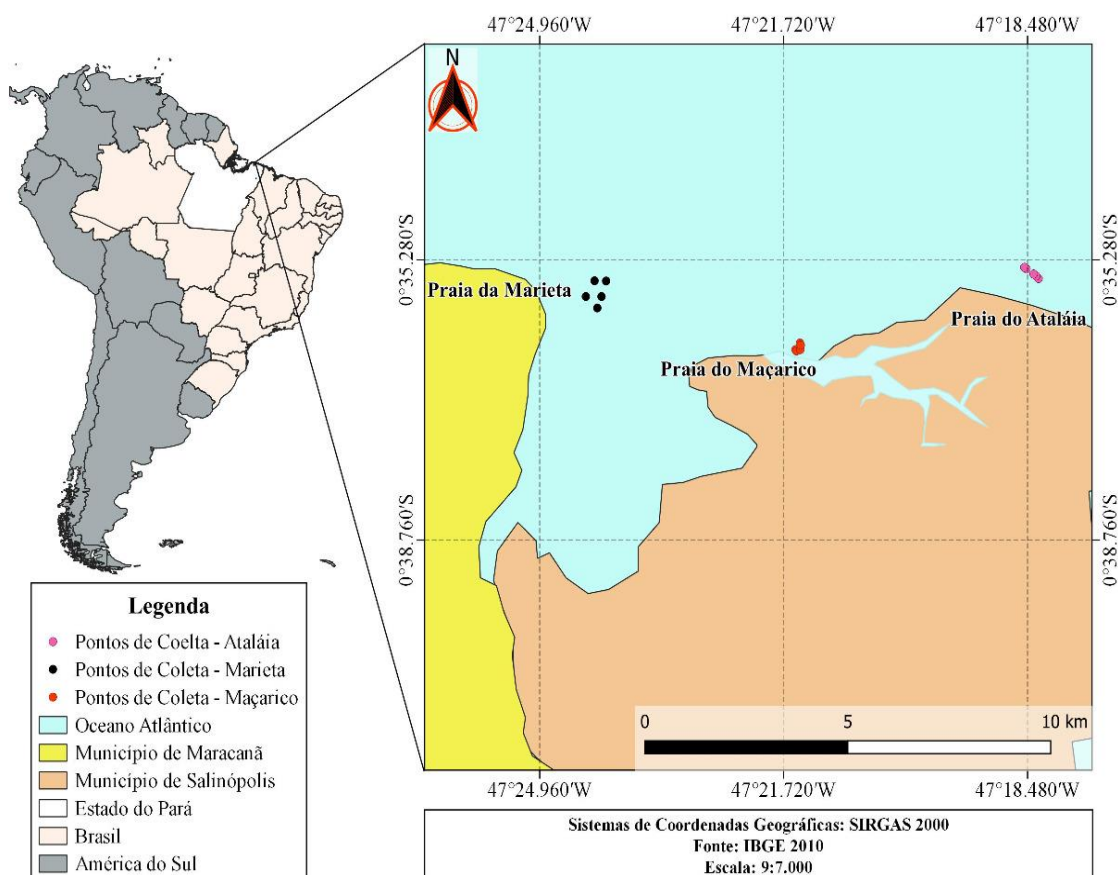 47°24.960'W
47°21.720'W
47°18.480'W
N
0°35.280'S
0°35.280'S
Praia da Marieta
Praia do Ataláia
Praia do Maçarico
0°38.760'S
0°38.760'S
0
5
10 km
47°24.960'W
47°21.720'W
47°18.480'W
Legenda
Pontos de Coelta - Ataláia
Pontos de Coleta - Marieta
Pontos de Coleta - Maçarico
Oceano Atlântico
Município de Maracanã
Município de Salinópolis
Estado do Pará
Brasil
América do Sul
Sistemas de Coordenadas Geográficas: SIRGAS 2000
Fonte: IBGE 2010
Escala: 9:7.000